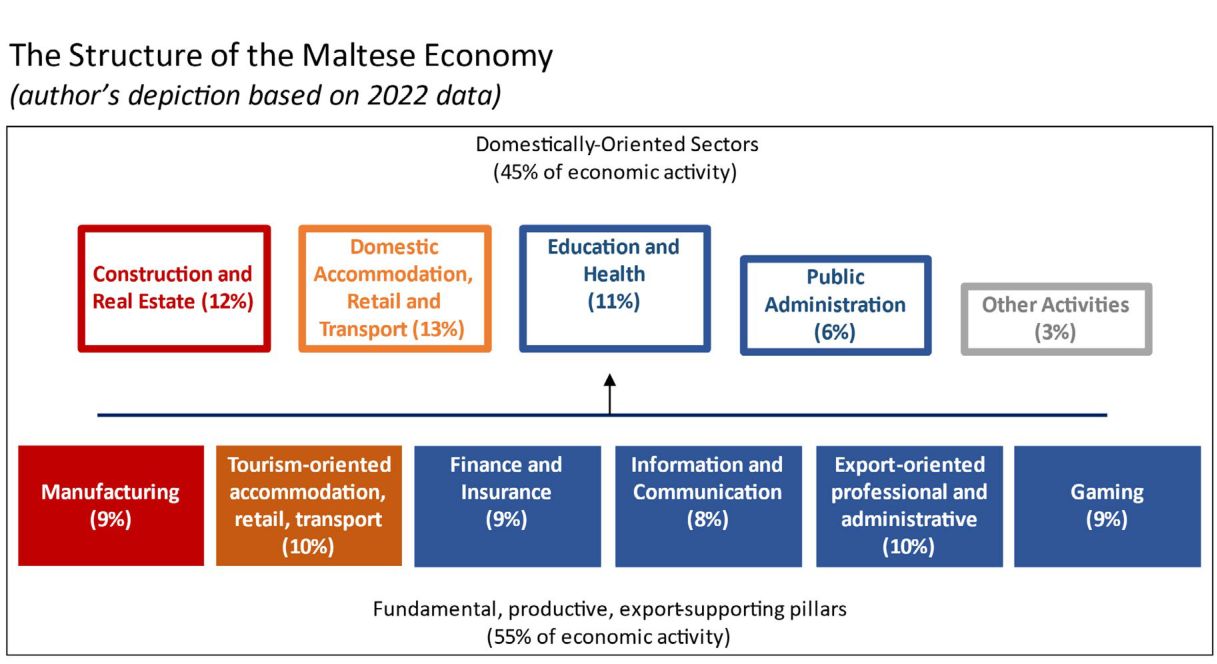 The Structure of the Maltese Economy
(author's depiction based on 2022 data)
Domestically-Oriented Sectors
(45% of economic activity)
Construction and
Real Estate (12%)
Domestic
Accommodation,
Retail and
Transport (13%)
Education and
Health
(11%)
Public
Administration
(6%)
Other Activities
(3%)
Manufacturing
(9%)
Tourism-oriented
accommodation,
retail, transport
(10%)
Finance and
Insurance
(9%)
Information and
Communication
(8%)
Export-oriented
professional and
administrative
(10%)
Gaming
(9%)
Fundamental, productive, export-supporting pillars
(55% of economic activity)